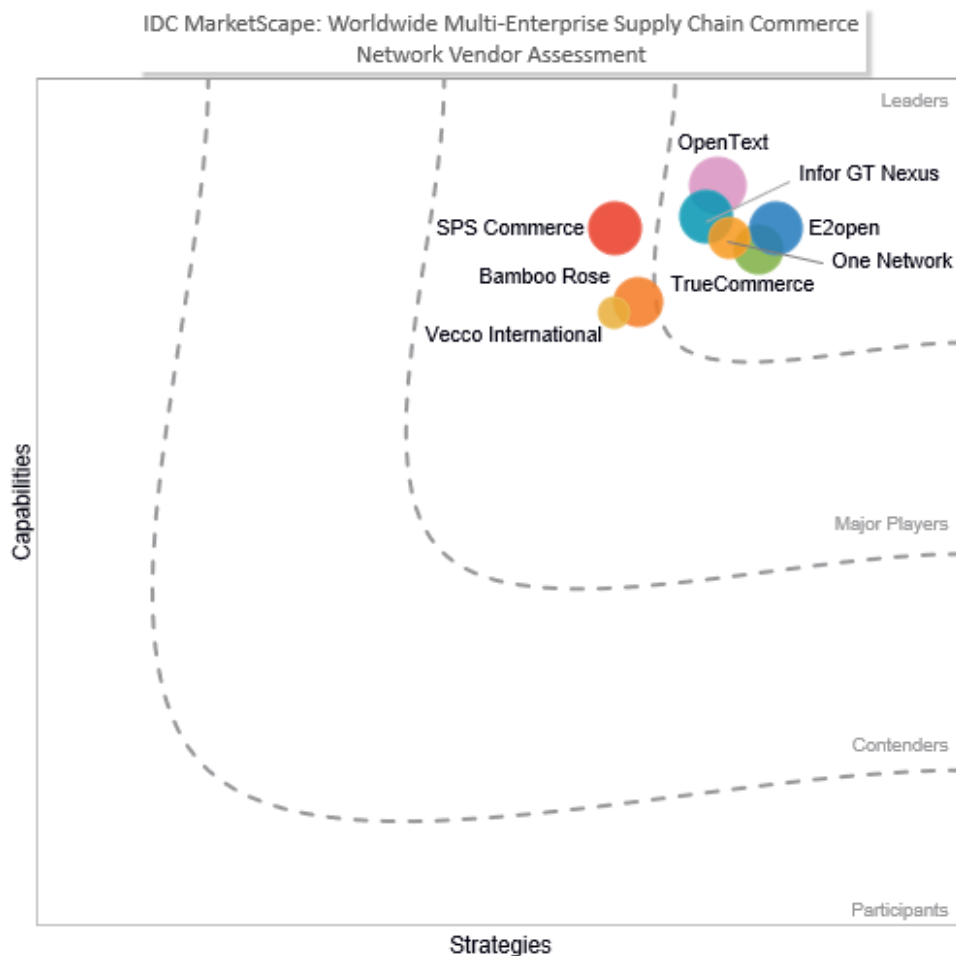 IDC MarketScape: Worldwide Multi-Enterprise Supply Chain Commerce
Network Vendor Assessment
Leaders
OpenText
Infor GT Nexus
SPS Commerce
E2open
One Network
Bamboo Rose
TrueCommerce
Vecco International
Capabilities
Major Players
Contenders
Participants
Strategies